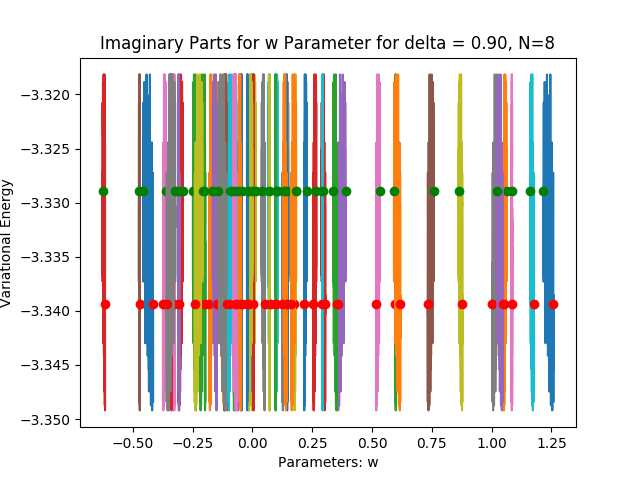 Imaginary Parts for w Parameter for delta = 0.90, N=8
Variational Energy
−3.320
−3.325
−3.330
−3.335
−3.340
−3.345
−3.350
−0.50 −0.25 0.00 0.25 0.50 0.75 1.00 1.25
Parameters: w